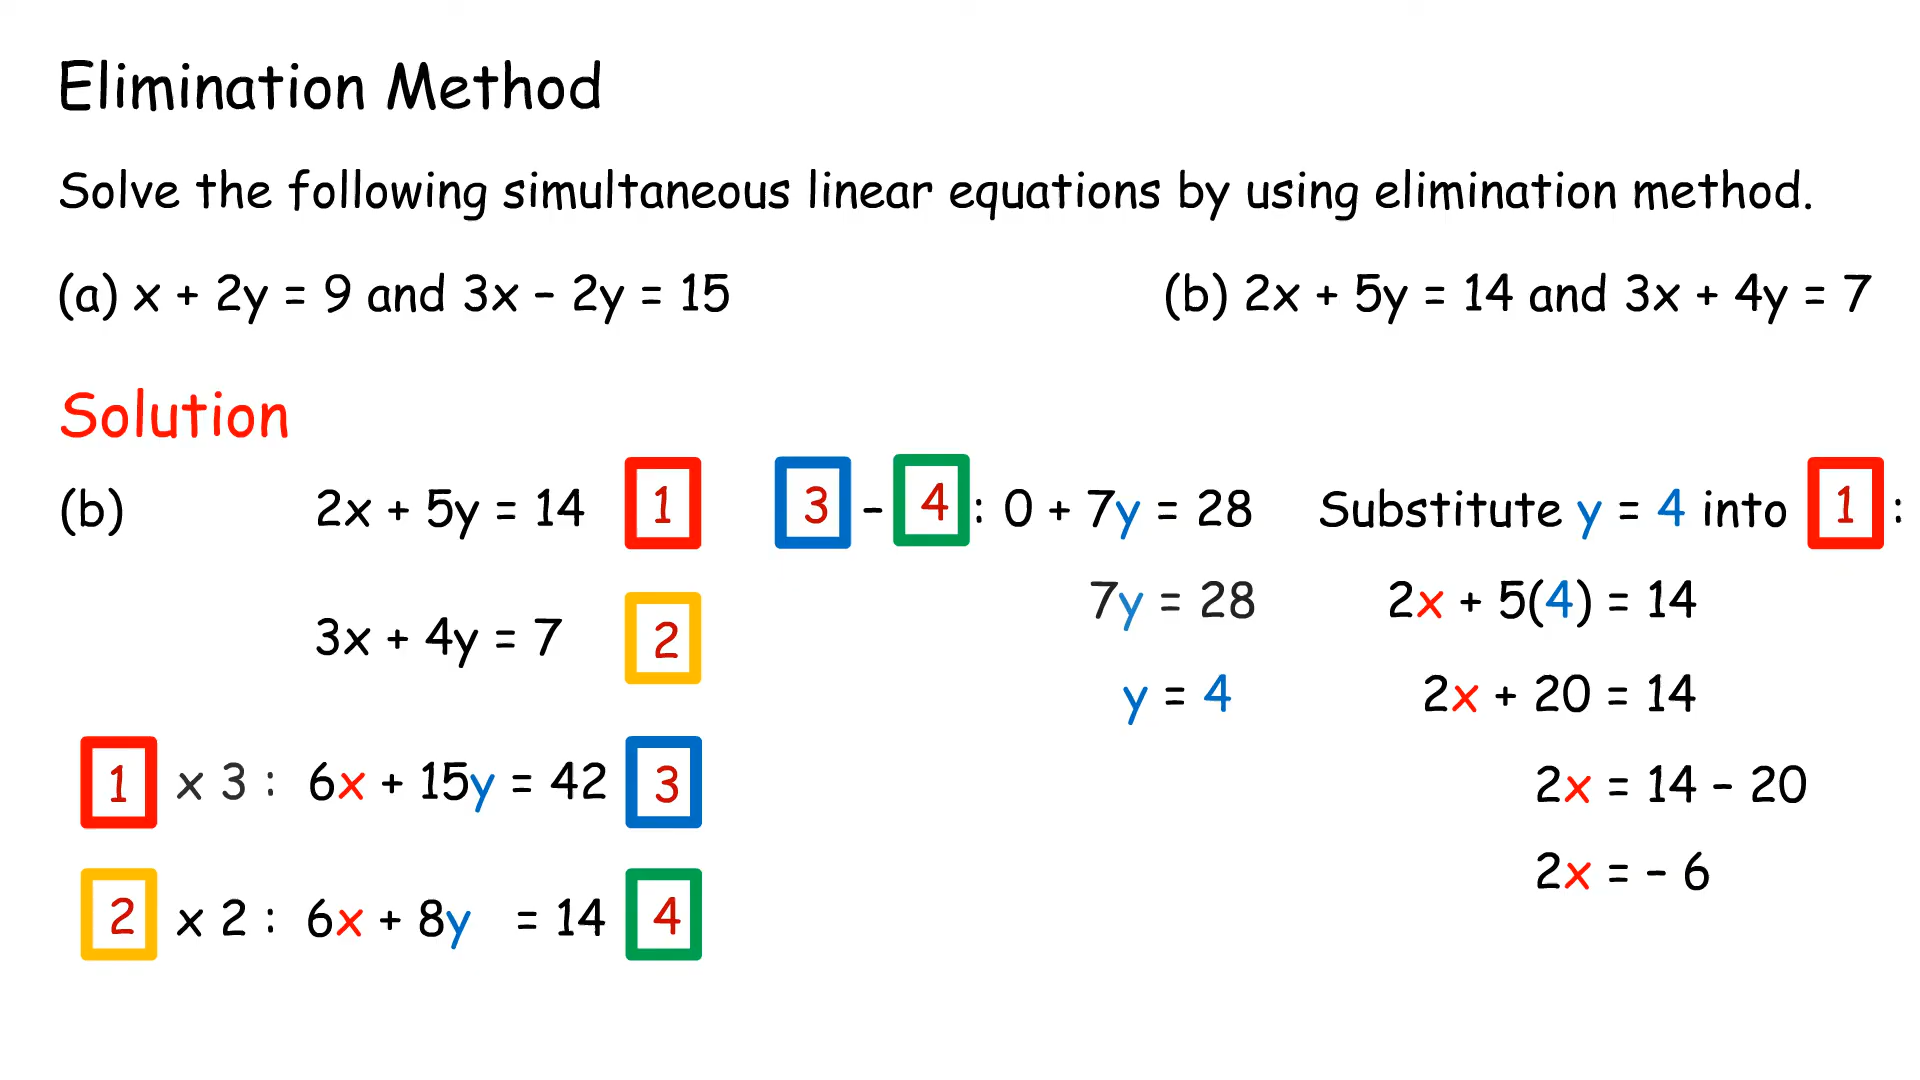 Elimination Method
Solve the following simultaneous linear equations by using elimination method.
(a) x + 2y = 9 and 3x – 2y = 15
(b) 2x + 5y = 14 and 3x + 4y = 7
Solution
(b) 2x + 5y = 14 1
3x + 4y = 7 2
1 x 3 : 6x + 15y = 42 3
2 x 2 : 6x + 8y = 14 4
3 – 4 : 0 + 7y = 28
7y = 28
y = 4
Substitute y = 4 into 1 :
2x + 5(4) = 14
2x + 20 = 14
2x = 14 – 20
2x = – 6